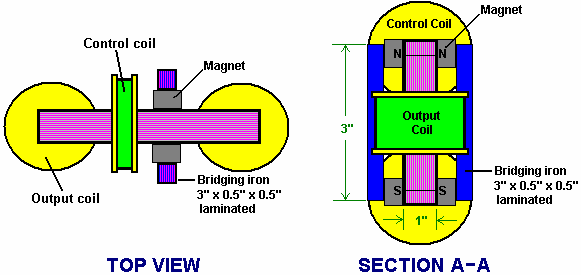 Control coil
Magnet
Output coil
Bridging iron
3" x 0.5" x 0.5"
laminated
TOP VIEW
Control Coil
Magnet
N
N
3"
Output
Coil
Bridging iron
3" x 0.5" x 0.5"
laminated
S
S
1"
SECTION A-A